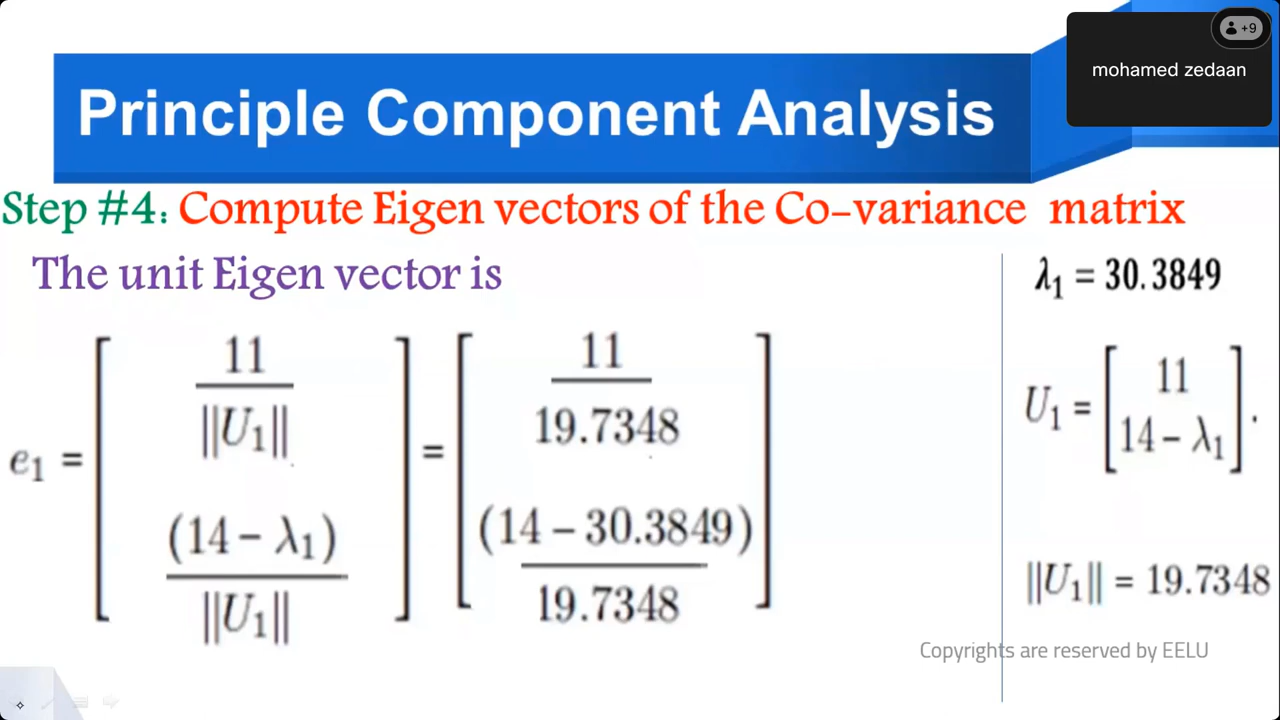 +9
mohamed zedaan
Principle Component Analysis
Step #4: Compute Eigen vectors of the Co-variance matrix
The unit Eigen vector is
e₁ = [ 11 / ||U₁|| ; (14 − λ₁) / ||U₁|| ] = [ 11 / 19.7348 ; (14 − 30.3849) / 19.7348 ]
λ₁ = 30.3849
U₁ = [ 11 ; 14 − λ₁ ].
||U₁|| = 19.7348
Copyrights are reserved by EELU